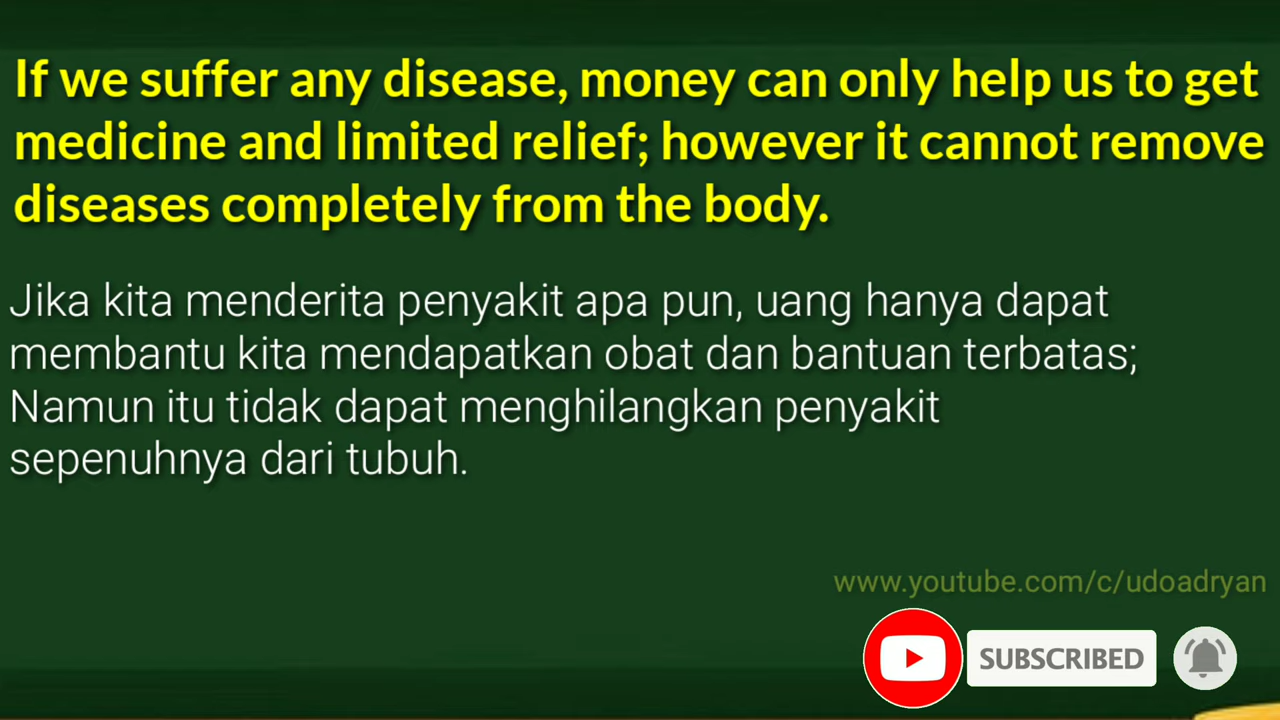 If we suffer any disease, money can only help us to get
medicine and limited relief; however it cannot remove
diseases completely from the body.
Jika kita menderita penyakit apa pun, uang hanya dapat
membantu kita mendapatkan obat dan bantuan terbatas;
Namun itu tidak dapat menghilangkan penyakit
sepenuhnya dari tubuh.
www.youtube.com/c/udoadryan
SUBSCRIBED